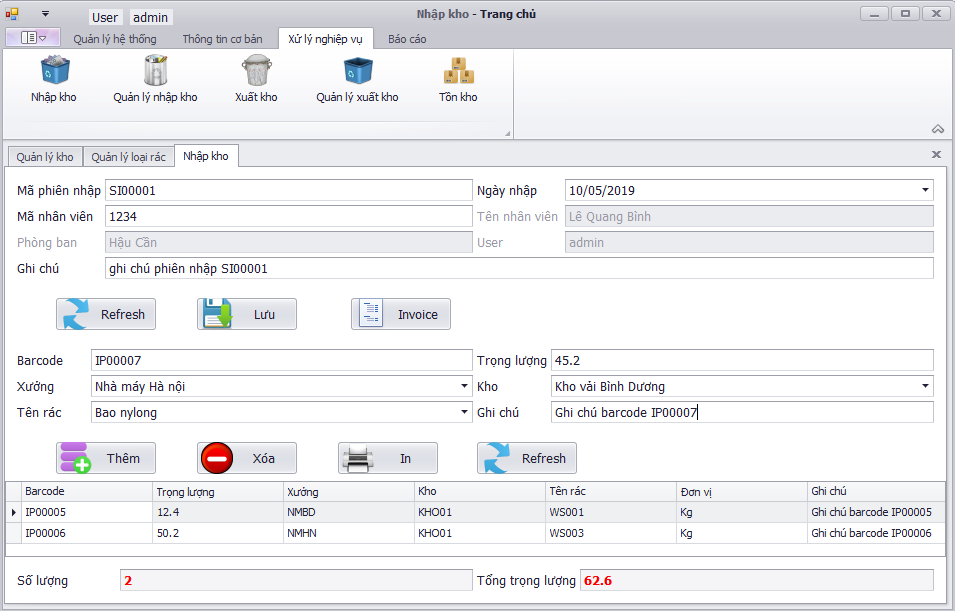 Nhập kho - Trang chủ
User admin
Quản lý hệ thống Thông tin cơ bản Xử lý nghiệp vụ Báo cáo
Nhập kho Quản lý nhập kho Xuất kho Quản lý xuất kho Tồn kho
Quản lý kho Quản lý loại rác Nhập kho
Mã phiên nhập SI00001 Ngày nhập 10/05/2019
Mã nhân viên 1234 Tên nhân viên Lê Quang Bình
Phòng ban Hậu Cần User admin
Ghi chú ghi chú phiên nhập SI00001
Refresh Lưu Invoice
Barcode IP00007 Trọng lượng 45.2
Xưởng Nhà máy Hà nội Kho Kho vải Bình Dương
Tên rác Bao nylong Ghi chú Ghi chú barcode IP00007
Thêm Xóa In Refresh
Barcode Trọng lượng Xưởng Kho Tên rác Đơn vị Ghi chú
IP00005 12.4 NMBD KHO01 WS001 Kg Ghi chú barcode IP00005
IP00006 50.2 NMHN KHO01 WS003 Kg Ghi chú barcode IP00006
Số lượng 2 Tổng trọng lượng 62.6